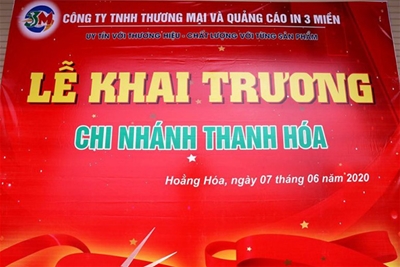 3M
CÔNG TY TNHH THƯƠNG MẠI VÀ QUẢNG CÁO IN 3 MIỀN
UY TÍN VỚI THƯƠNG HIỆU - CHẤT LƯỢNG VỚI TỪNG SẢN PHẨM
LỄ KHAI TRƯƠNG
CHI NHÁNH THANH HÓA
Hoằng Hóa, ngày 07 tháng 06 năm 2020